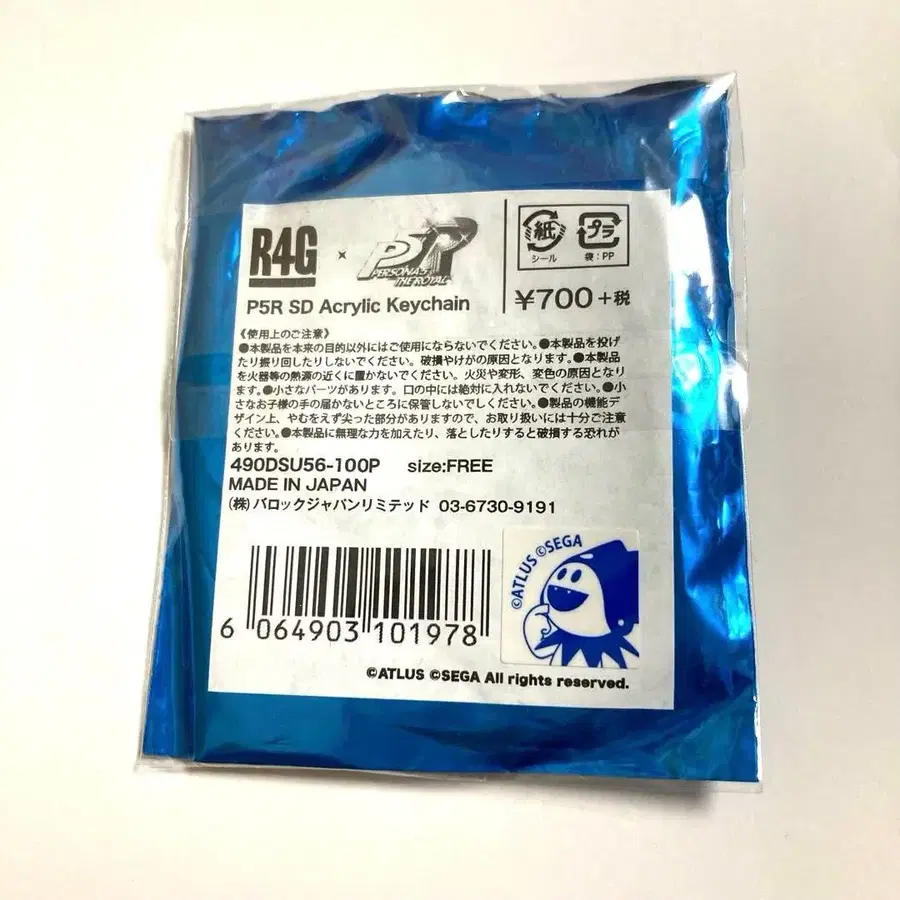 R4G × P5R
PERSONA5
THE ROYAL
紙 プラ
シール 袋：PP
P5R SD Acrylic Keychain
¥700+税
《使用上のご注意》
●本製品を本来の目的以外にはご使用にならないでください。●本製品を投げ
たり振り回したりしないでください。破損やけがの原因となります。●本製品
を火器等の熱源の近くに置かないでください。火災や変形、変色の原因となり
ます。●小さなパーツがあります。口の中には絶対に入れないでください。●小
さなお子様の手の届かないところに保管しないでしください。●製品の機能デ
ザイン上、やむをえず尖った部分がありますので、お取り扱いには十分ご注意
ください。●本製品に無理な力を加えたり、落としたりすると破損する恐れが
あります。
490DSU56-100P size:FREE
MADE IN JAPAN
(株)バロックジャパンリミテッド 03-6730-9191
©ATLUS ©SEGA
6 064903 101978
©ATLUS ©SEGA All rights reserved.